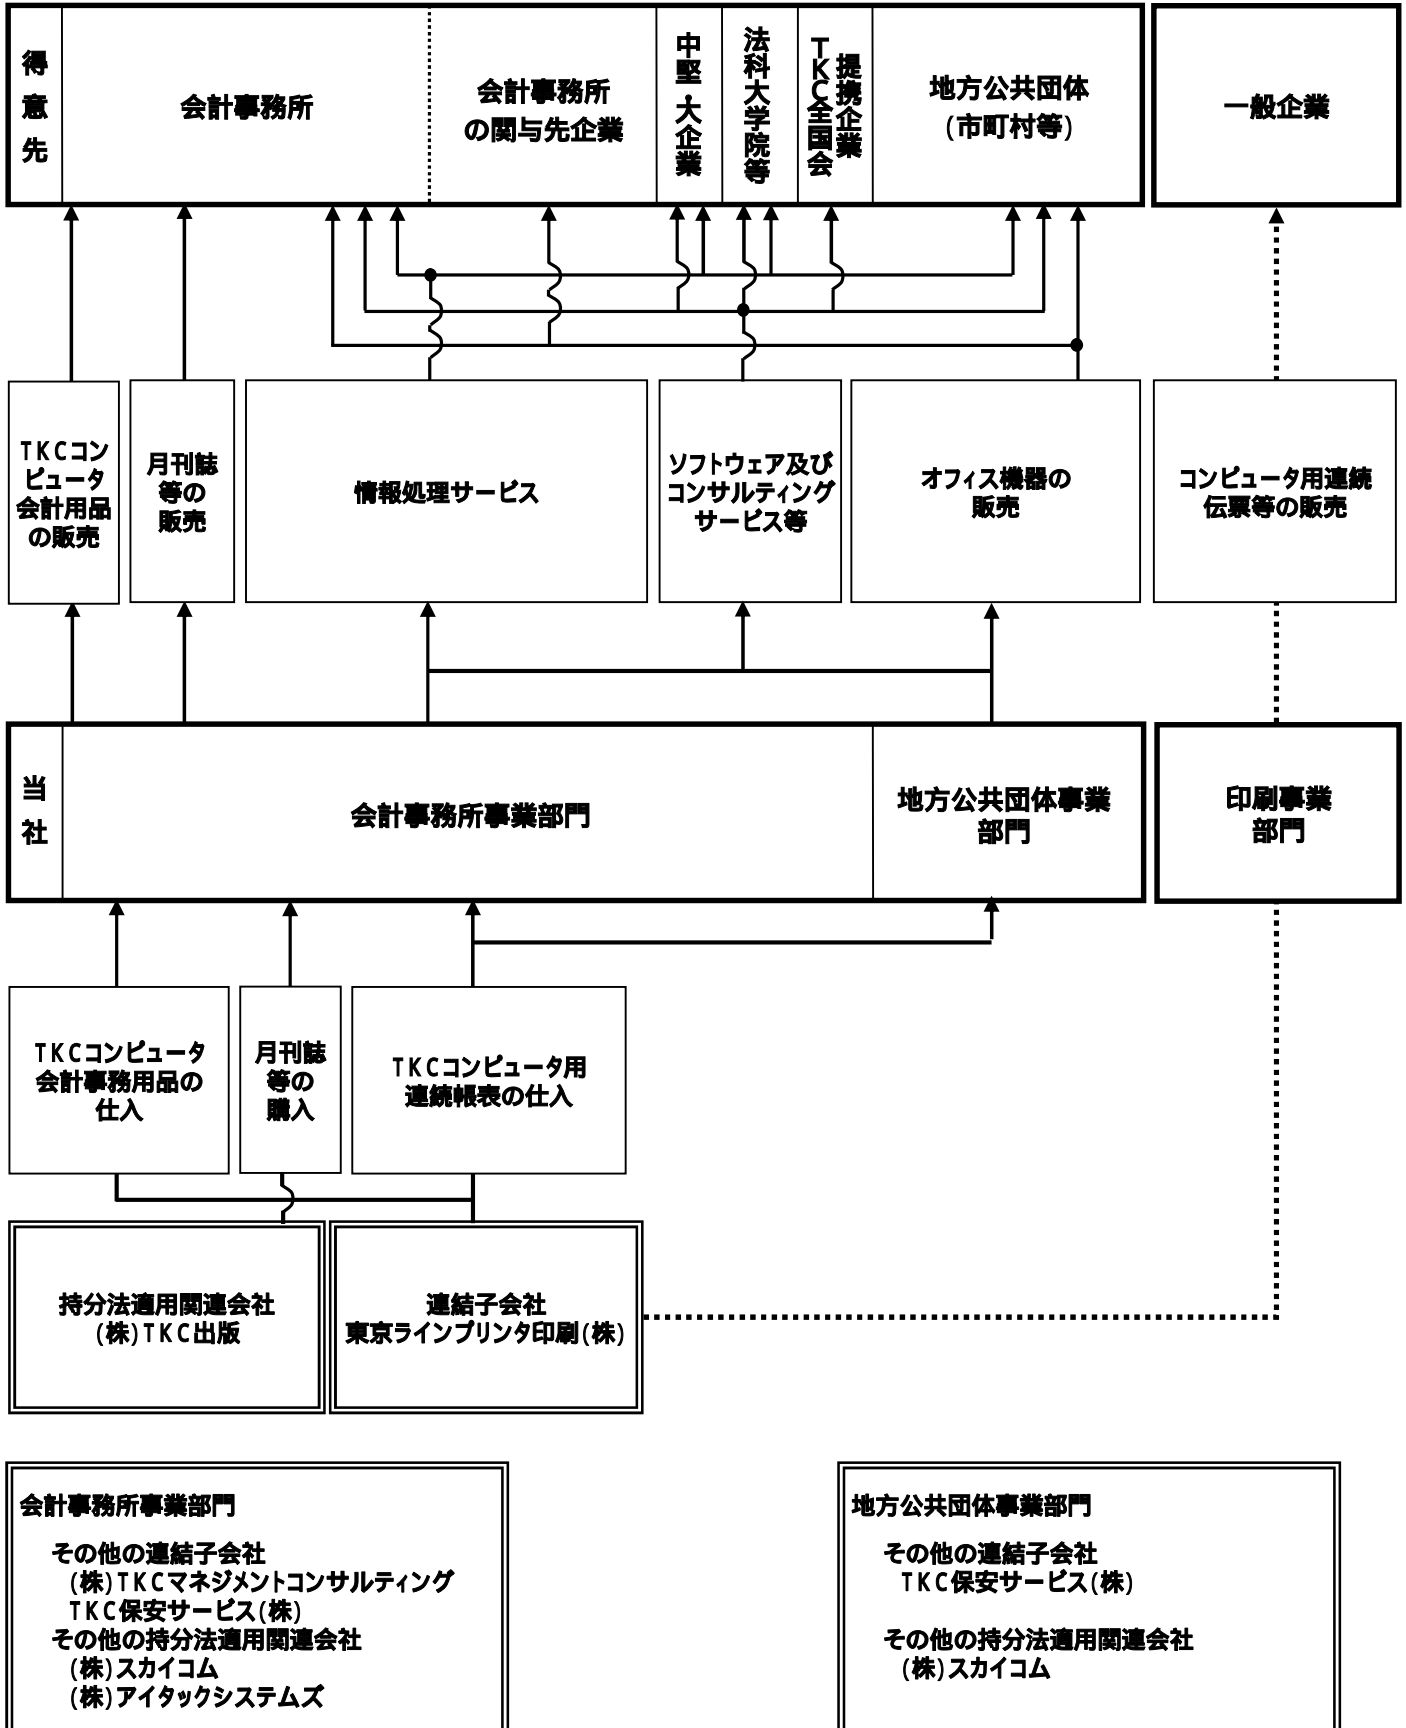 得意先
会計事務所
会計事務所
の関与先企業
中堅・大企業
法科大学院等
提携企業
ＴＫＣ全国会
地方公共団体
(市町村等)
一般企業
ＴＫＣコン
ピュータ
会計用品
の販売
月刊誌
等の
販売
情報処理サービス
ソフトウェア及び
コンサルティング
サービス等
オフィス機器の
販売
コンピュータ用連続
伝票等の販売
当社
会計事務所事業部門
地方公共団体事業
部門
印刷事業
部門
ＴＫＣコンピュータ
会計事務用品の
仕入
月刊誌
等の
購入
ＴＫＣコンピュータ用
連続帳表の仕入
持分法適用関連会社
(株)ＴＫＣ出版
連結子会社
東京ラインプリンタ印刷(株)
会計事務所事業部門
その他の連結子会社
(株)ＴＫＣマネジメントコンサルティング
ＴＫＣ保安サービス(株)
その他の持分法適用関連会社
(株)スカイコム
(株)アイタックシステムズ
地方公共団体事業部門
その他の連結子会社
ＴＫＣ保安サービス(株)
その他の持分法適用関連会社
(株)スカイコム